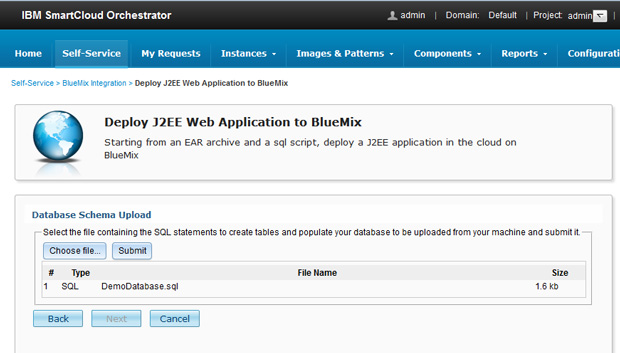 IBM SmartCloud Orchestrator
admin | Domain: Default | Project: admin |
Home Self-Service My Requests Instances Images & Patterns Components Reports Configurati
Self-Service > BlueMix Integration > Deploy J2EE Web Application to BlueMix
Deploy J2EE Web Application to BlueMix
Starting from an EAR archive and a sql script, deploy a J2EE application in the cloud on
BlueMix
Database Schema Upload
Select the file containing the SQL statements to create tables and populate your database to be uploaded from your machine and submit it.
Choose file... Submit
# Type File Name Size
1 SQL DemoDatabase.sql 1.6 kb
Back Next Cancel